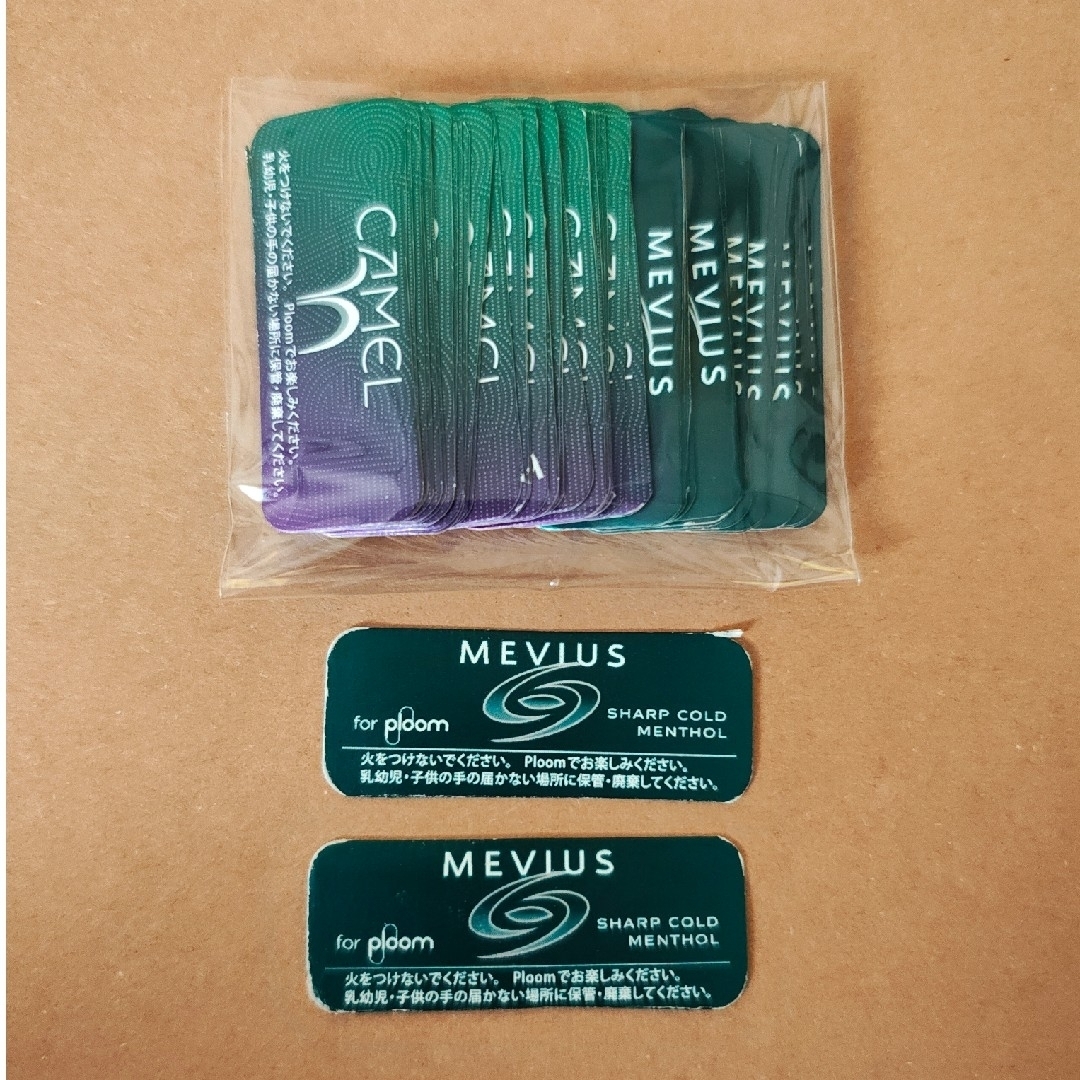 火をつけないでください。 Ploomでお楽しみください。
乳幼児・子供の手の届かない場所に保管・廃棄してください。
CAMEL
MEVIUS
MEVIUS
MEVIUS
MEVIUS
MEVIUS
for ploom
SHARP COLD
MENTHOL
火をつけないでください。 Ploomでお楽しみください。
乳幼児・子供の手の届かない場所に保管・廃棄してください。
MEVIUS
for ploom
SHARP COLD
MENTHOL
火をつけないでください。 Ploomでお楽しみください。
乳幼児・子供の手の届かない場所に保管・廃棄してください。